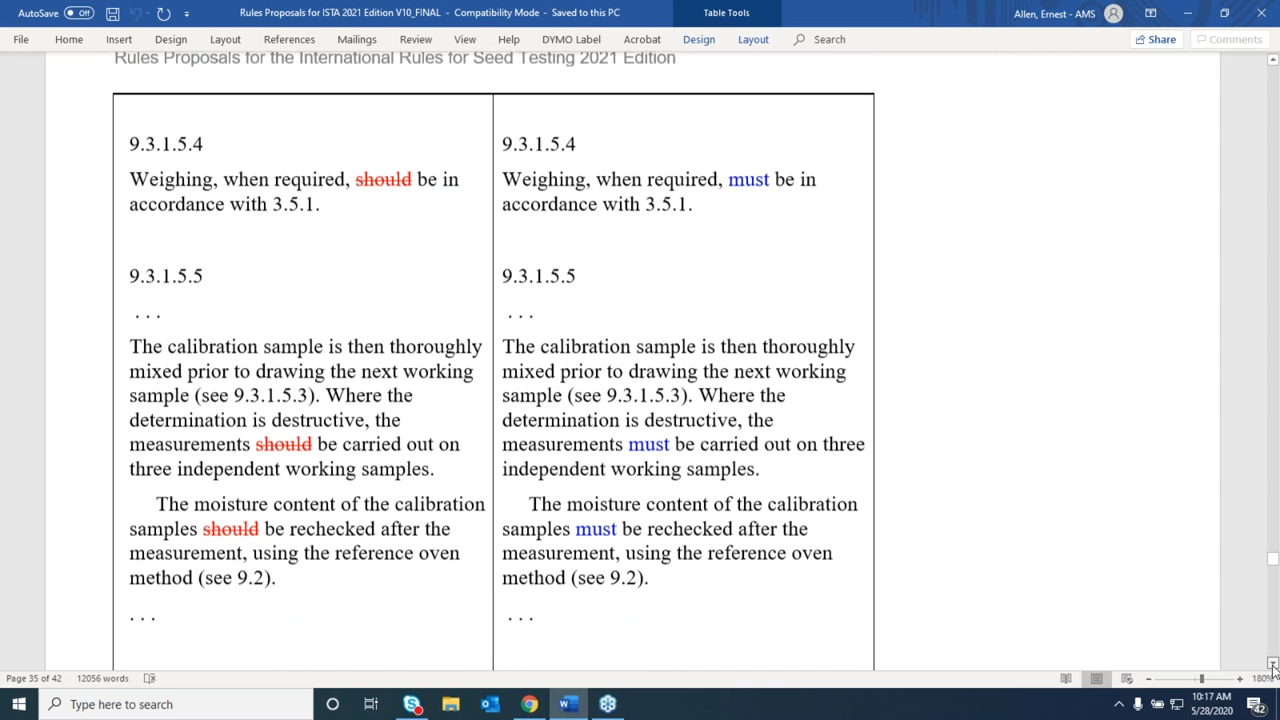 AutoSave Off
Rules Proposals for ISTA 2021 Edition V10_FINAL - Compatibility Mode - Saved to this PC
Table Tools
Allen, Ernest - AMS
File Home Insert Draw Design Layout References Mailings Review View Help DYMO Label Acrobat Design Layout Search Share Comments
Rules Proposals for the International Rules for Seed Testing 2021 Edition
9.3.1.5.4
Weighing, when required, should be in
accordance with 3.5.1.
9.3.1.5.5
. . .
The calibration sample is then thoroughly
mixed prior to drawing the next working
sample (see 9.3.1.5.3). Where the
determination is destructive, the
measurements should be carried out on
three independent working samples.
The moisture content of the calibration
samples should be rechecked after the
measurement, using the reference oven
method (see 9.2).
. . .
9.3.1.5.4
Weighing, when required, must be in
accordance with 3.5.1.
9.3.1.5.5
. . .
The calibration sample is then thoroughly
mixed prior to drawing the next working
sample (see 9.3.1.5.3). Where the
determination is destructive, the
measurements must be carried out on three
independent working samples.
The moisture content of the calibration
samples must be rechecked after the
measurement, using the reference oven
method (see 9.2).
. . .
Page 35 of 42 12056 words
180%
Type here to search
10:17 AM
5/28/2020
42